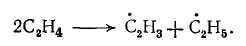 2C₂H₄ ⟶ Ċ₂H₃ + Ċ₂H₅.